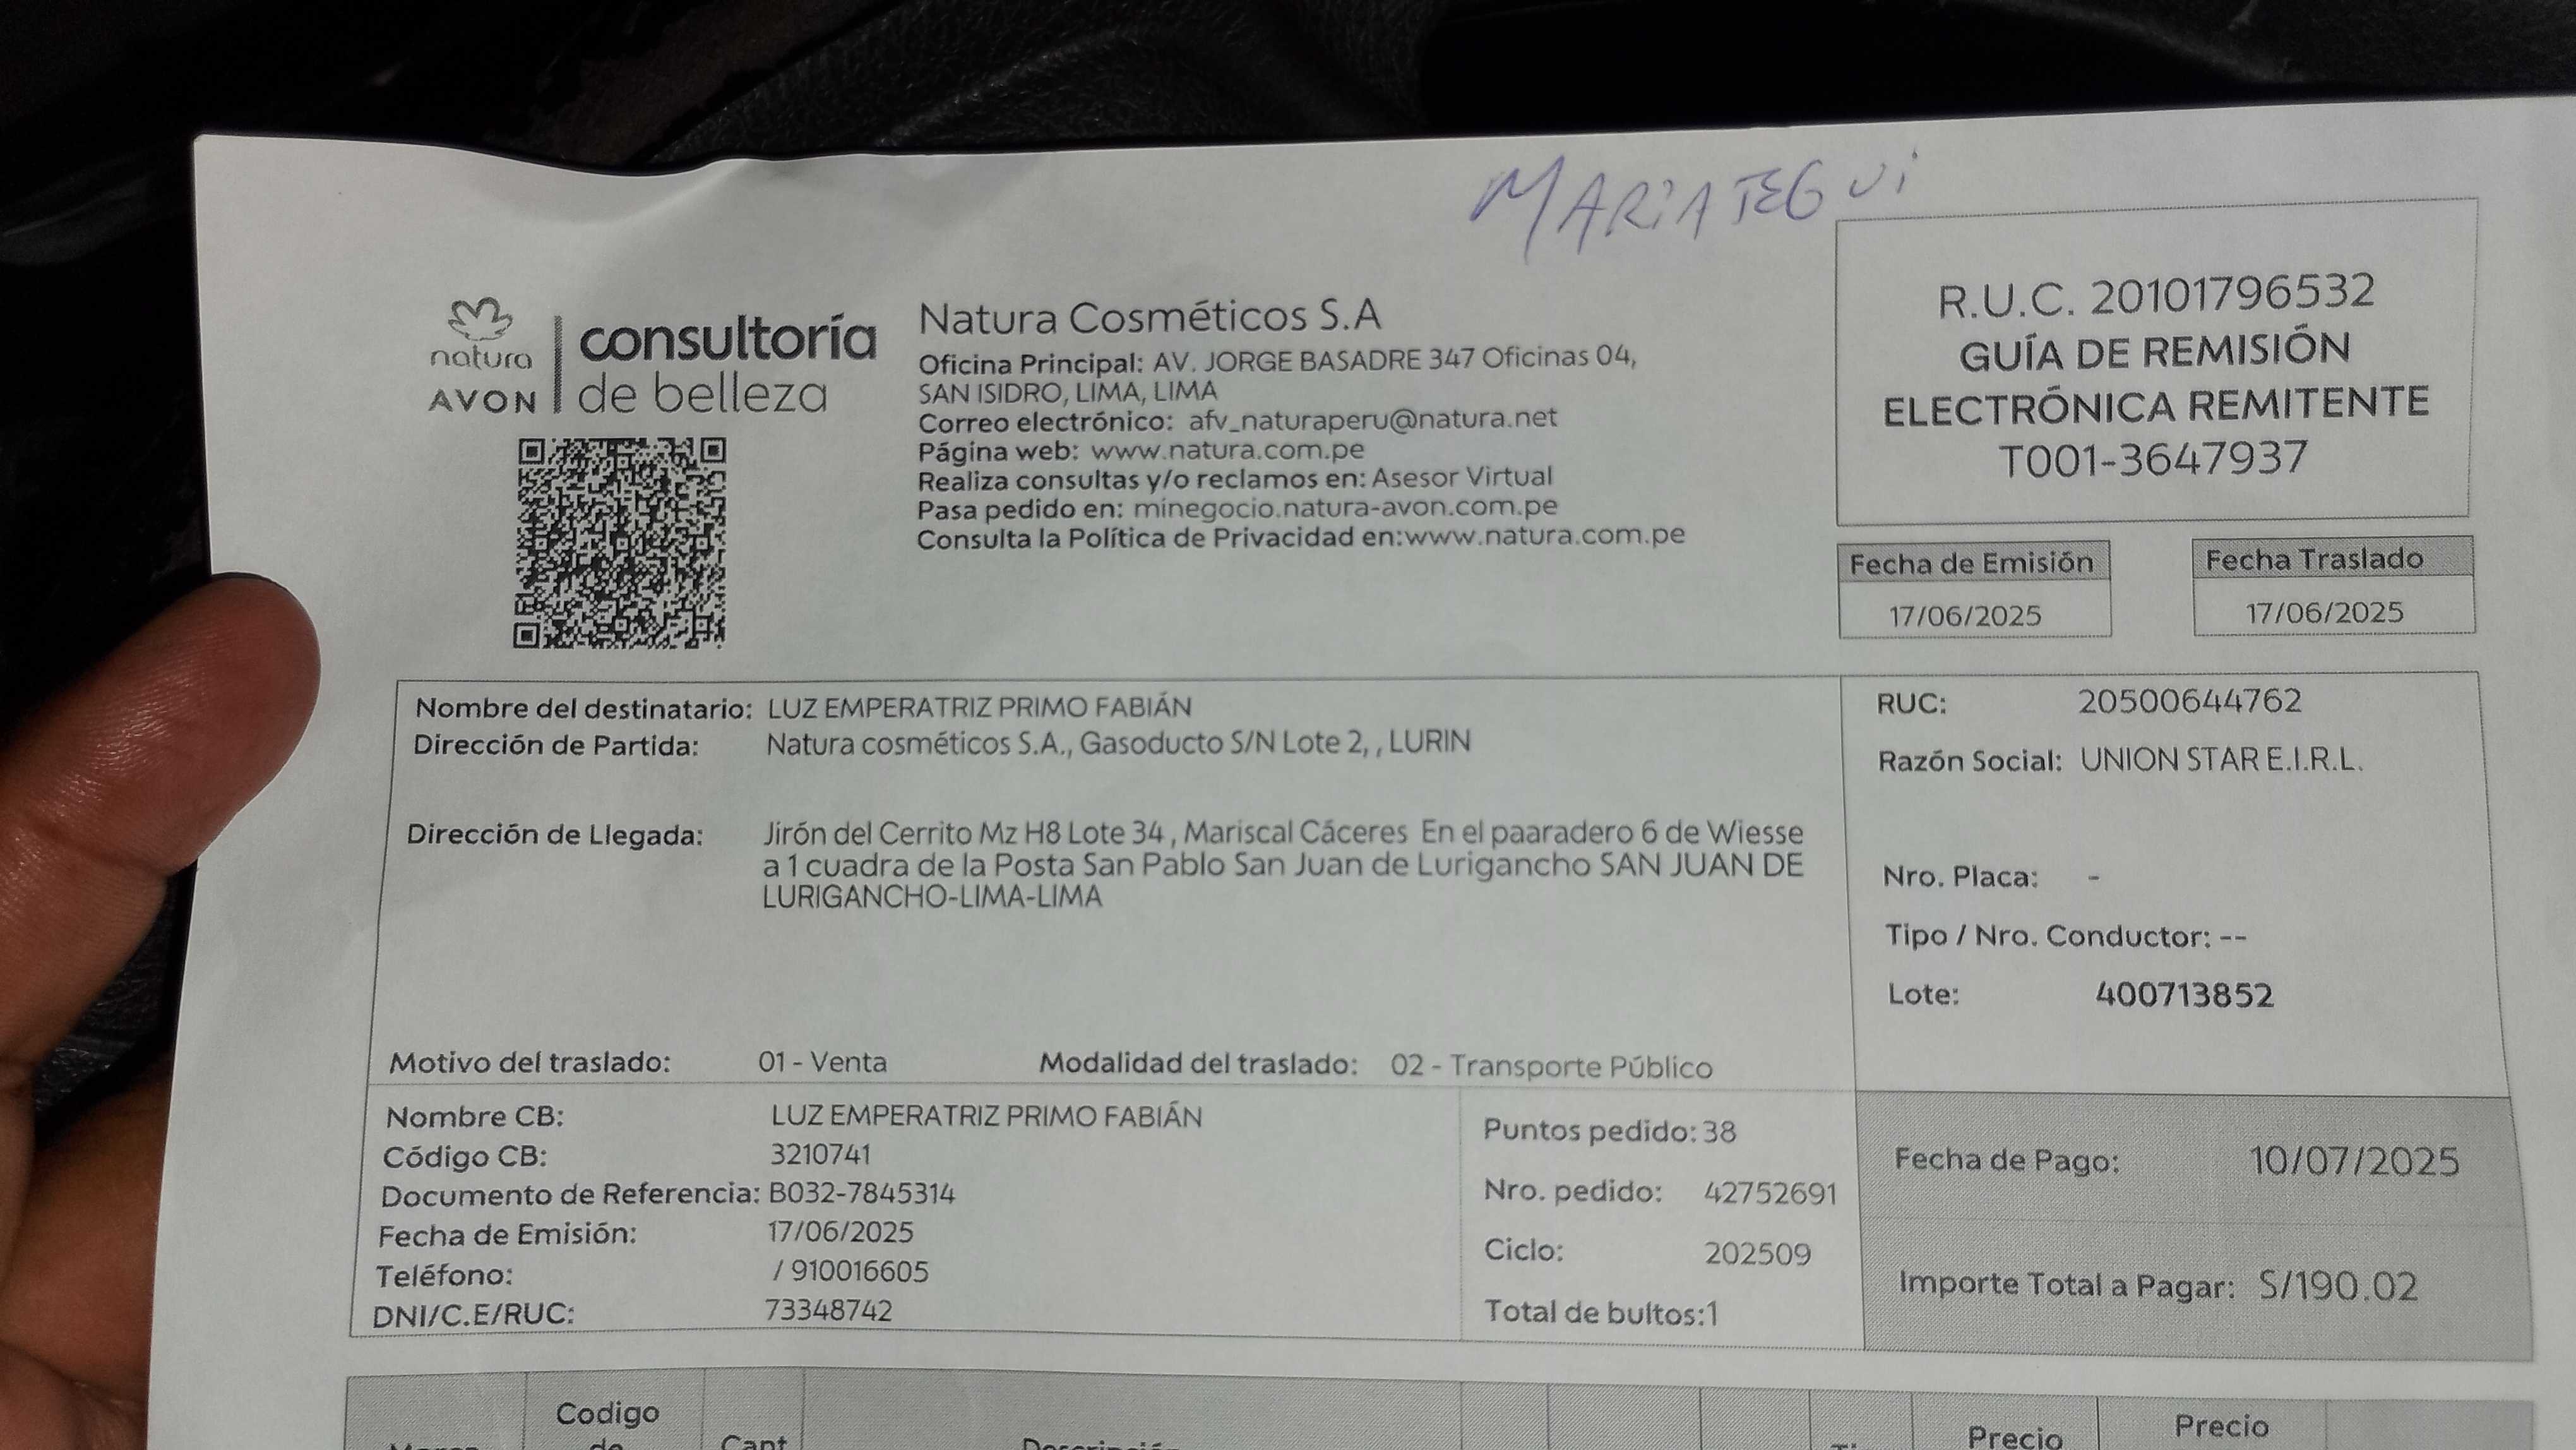 MARIATEGUI
natura
AVON
consultoría
de belleza
Natura Cosméticos S.A
Oficina Principal: AV. JORGE BASADRE 347 Oficinas 04,
SAN ISIDRO, LIMA, LIMA
Correo electrónico: afv_naturaperu@natura.net
Página web: www.natura.com.pe
Realiza consultas y/o reclamos en: Asesor Virtual
Pasa pedido en: minegocio.natura-avon.com.pe
Consulta la Política de Privacidad en:www.natura.com.pe
R.U.C. 20101796532
GUÍA DE REMISIÓN
ELECTRÓNICA REMITENTE
T001-3647937
Fecha de Emisión
17/06/2025
Fecha Traslado
17/06/2025
Nombre del destinatario: LUZ EMPERATRIZ PRIMO FABIÁN
Dirección de Partida: Natura cosméticos S.A., Gasoducto S/N Lote 2, , LURIN
Dirección de Llegada: Jirón del Cerrito Mz H8 Lote 34 , Mariscal Cáceres En el paaradero 6 de Wiesse
a 1 cuadra de la Posta San Pablo San Juan de Lurigancho SAN JUAN DE
LURIGANCHO-LIMA-LIMA
Motivo del traslado: 01 - Venta Modalidad del traslado: 02 - Transporte Público
RUC: 20500644762
Razón Social: UNION STAR E.I.R.L.
Nro. Placa: -
Tipo / Nro. Conductor: --
Lote: 400713852
Nombre CB: LUZ EMPERATRIZ PRIMO FABIÁN
Código CB: 3210741
Documento de Referencia: B032-7845314
Fecha de Emisión: 17/06/2025
Teléfono: / 910016605
DNI/C.E/RUC: 73348742
Puntos pedido: 38
Nro. pedido: 42752691
Ciclo: 202509
Total de bultos:1
Fecha de Pago: 10/07/2025
Importe Total a Pagar: S/190.02
Codigo
de
Cant
Descripción
Precio
Precio